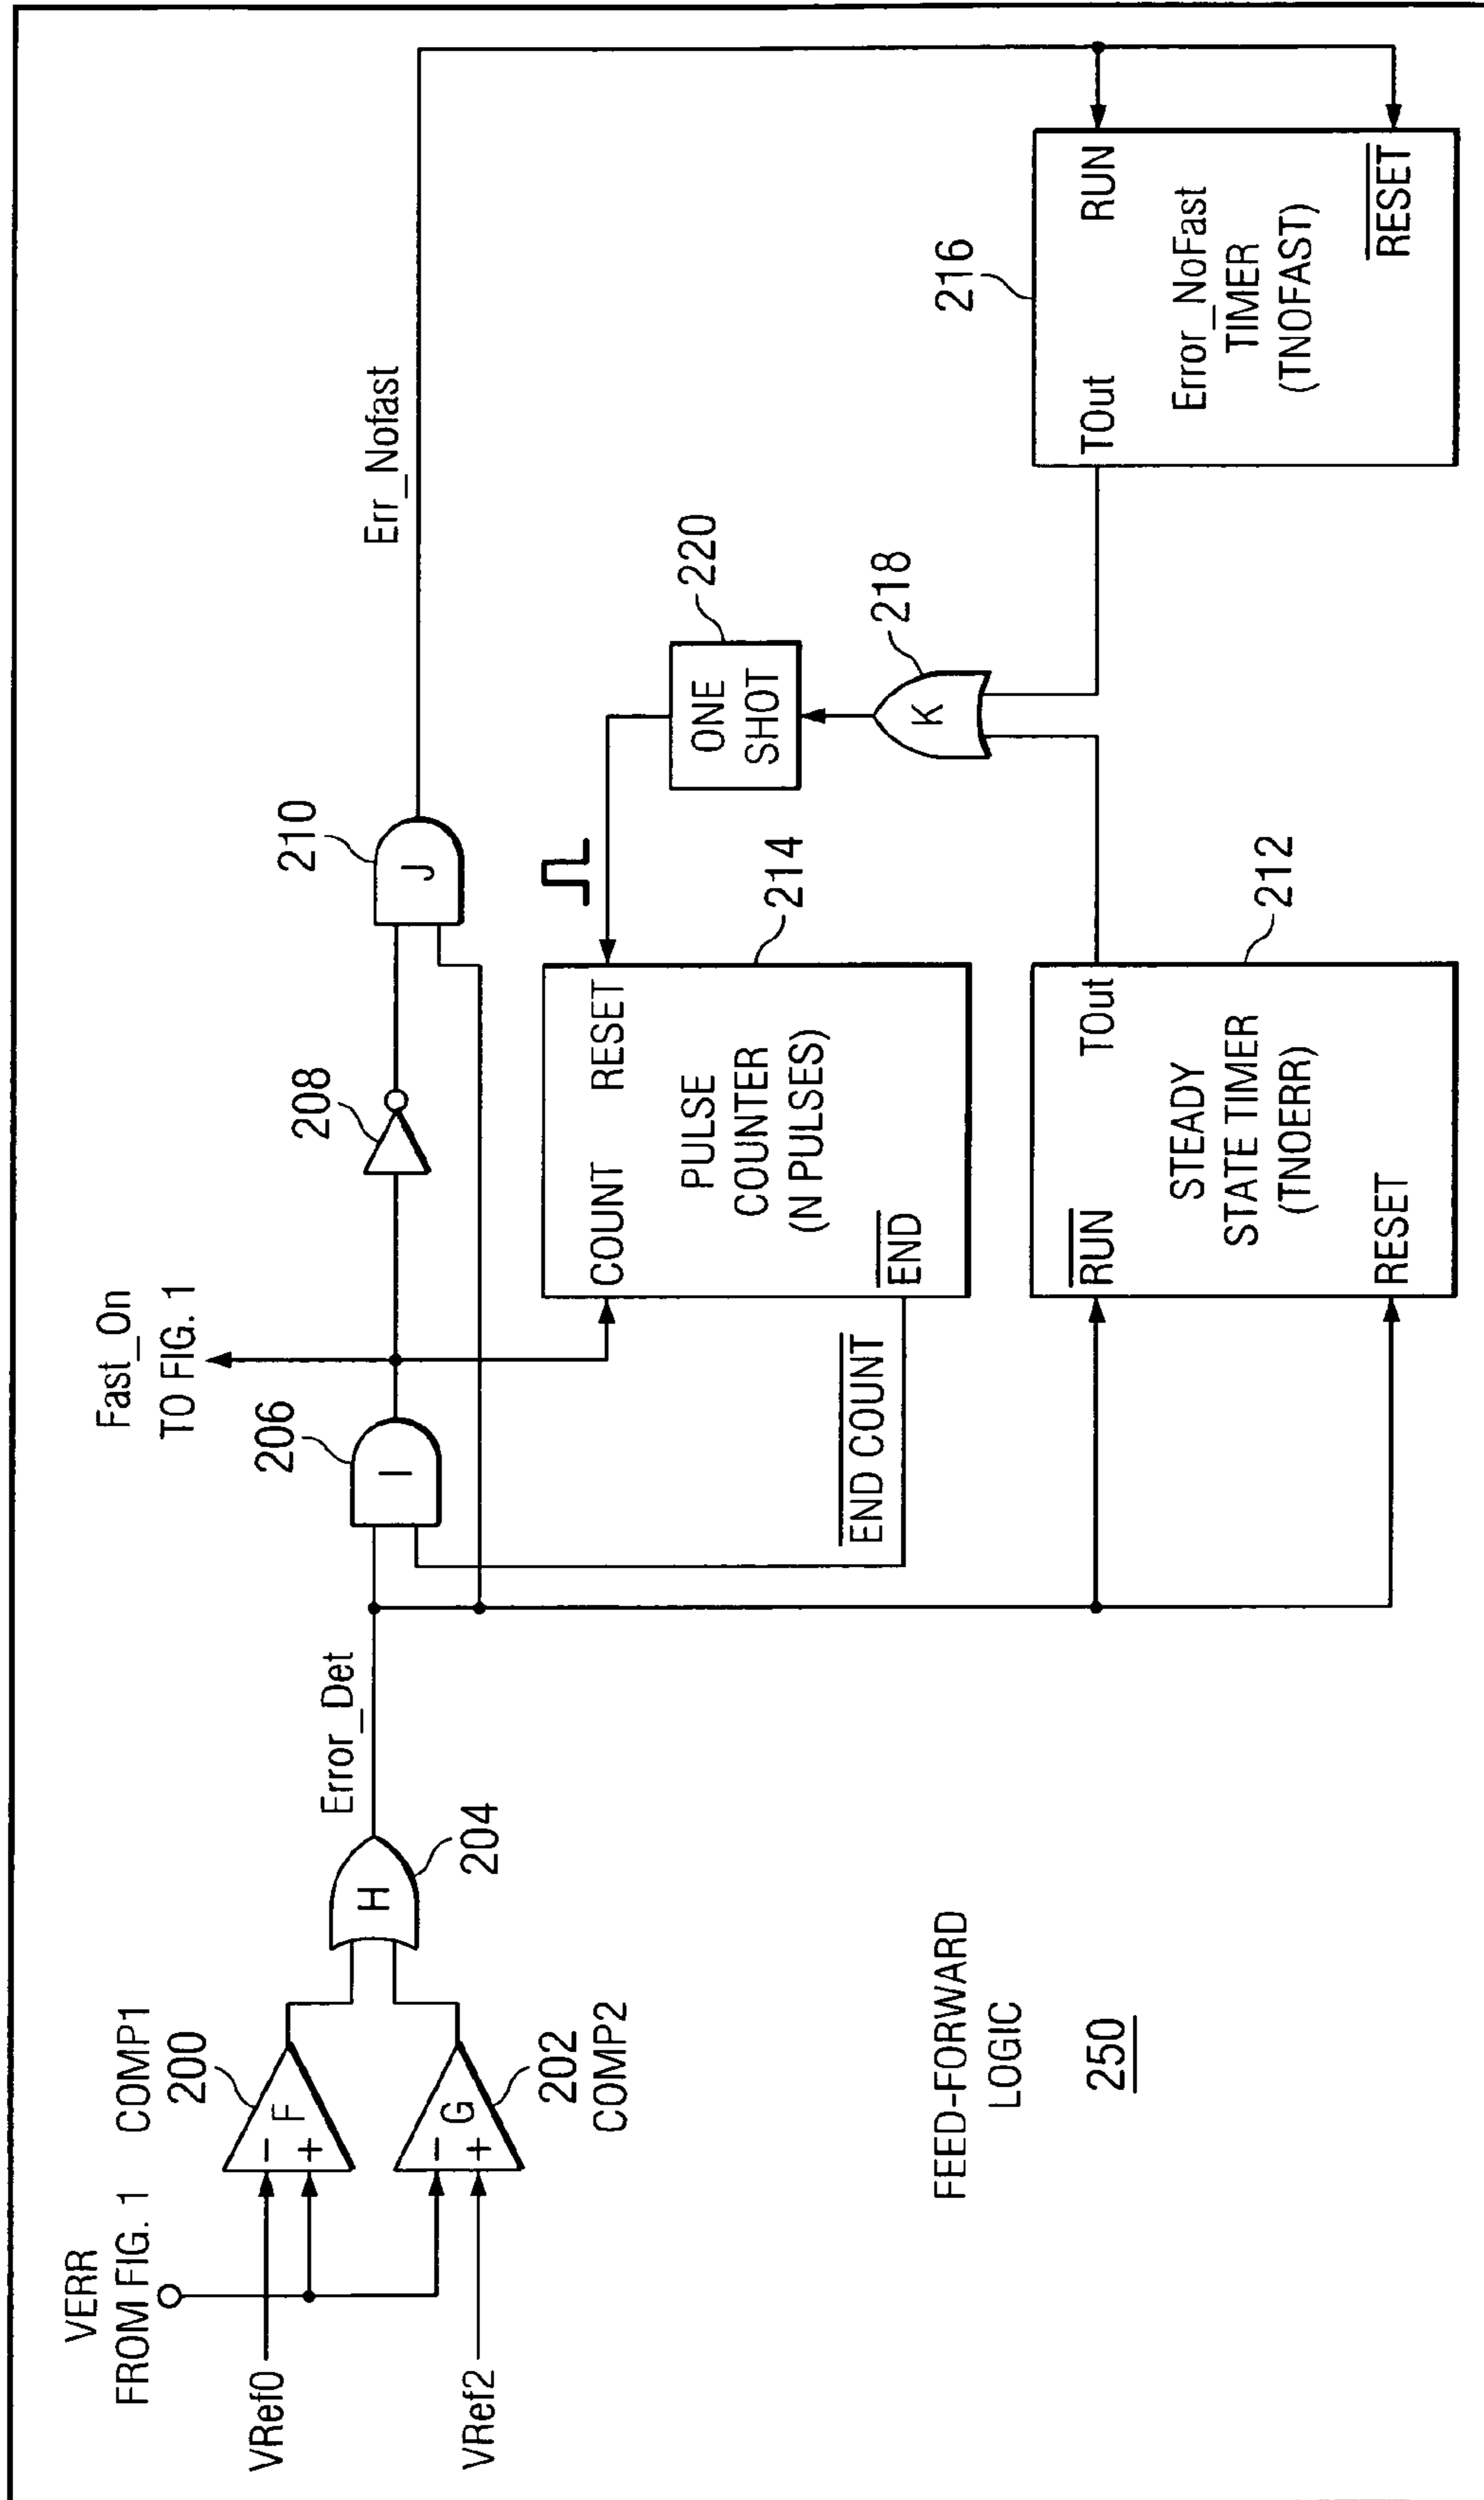 VERR
FROM FIG. 1
VRef0
VRef2
COMP1
200
F
−
+
G
−
+
202
COMP2
H
204
Error_Det
I
206
Fast_On
TO FIG. 1
208
J
210
Err_Nofast
END COUNT
COUNT
RESET
PULSE
COUNTER
(N PULSES)
END
214
ONE
SHOT
220
K
218
RUN
TOut
STEADY
STATE TIMER
(TNOERR)
RESET
212
216
TOut
RUN
Error_NoFast
TIMER
(TNOFAST)
RESET
FEED-FORWARD
LOGIC
250